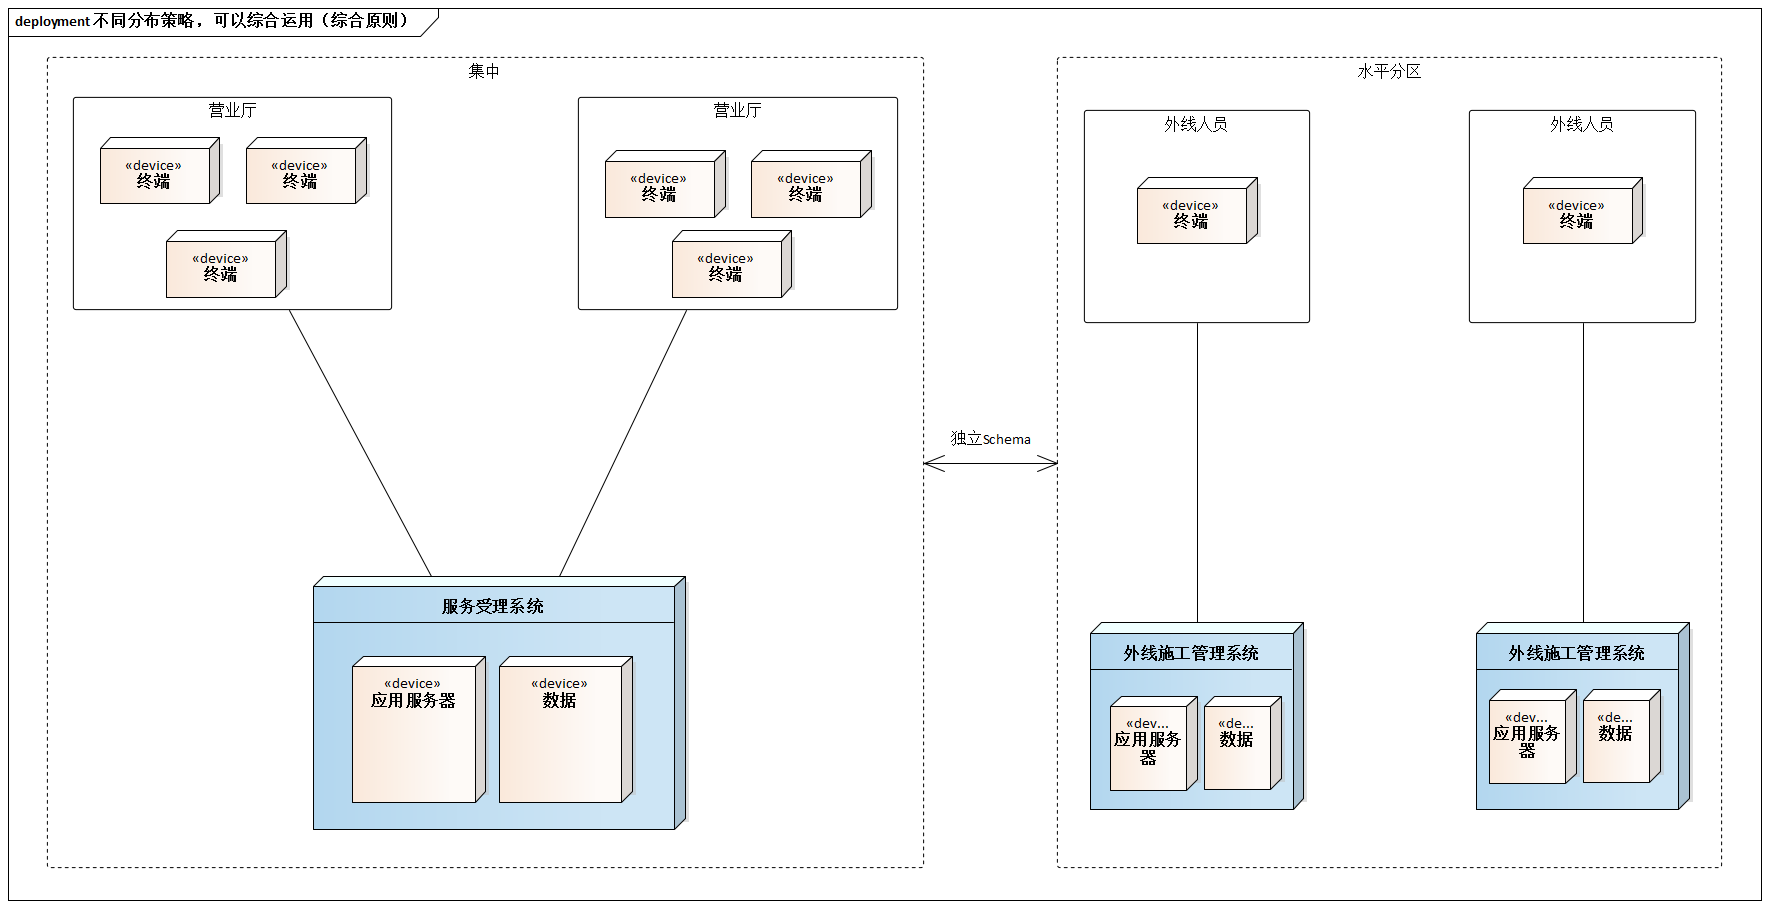 deployment 不同分布策略，可以综合运用（综合原则）
集中
营业厅
«device»
终端
«device»
终端
«device»
终端
营业厅
«device»
终端
«device»
终端
«device»
终端
服务受理系统
«device»
应用服务器
«device»
数据
独立Schema
水平分区
外线人员
«device»
终端
外线人员
«device»
终端
外线施工管理系统
«dev...
应用服务
器
«de...
数据
外线施工管理系统
«dev...
应用服务
器
«de...
数据